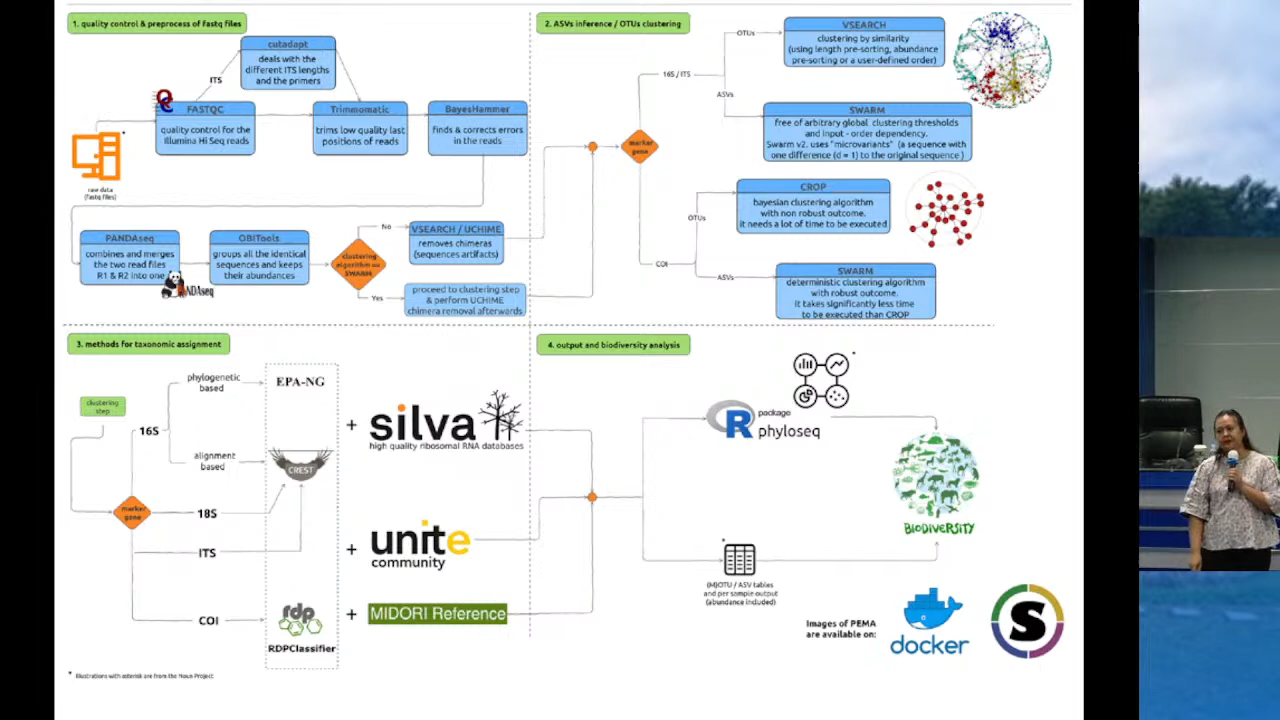 1. quality control & preprocess of fastq files
cutadapt
deals with the
different ITS lengths
and the primers
ITS
FASTQC
quality control for the
Illumina Hi Seq reads
Trimmomatic
trims low quality last
positions of reads
BayesHammer
finds & corrects errors
in the reads
*
raw data
(fastq files)
PANDAseq
combines and merges
the two read files
R1 & R2 into one
PANDAseq
OBITools
groups all the identical
sequences and keeps
their abundances
clustering
algorithm is
SWARM
No
VSEARCH / UCHIME
removes chimeras
(sequences artifacts)
Yes
proceed to clustering step
& perform UCHIME
chimera removal afterwards
2. ASVs inference / OTUs clustering
marker
gene
16S / ITS
OTUs
VSEARCH
clustering by similarity
(using length pre-sorting, abundance
pre-sorting or a user-defined order)
ASVs
SWARM
free of arbitrary global clustering thresholds
and input - order dependency.
Swarm v2. uses "microvariants" (a sequence with
one difference (d = 1) to the original sequence )
COI
OTUs
CROP
bayesian clustering algorithm
with non robust outcome.
it needs a lot of time to be executed
ASVs
SWARM
deterministic clustering algorithm
with robust outcome.
it takes significantly less time
to be executed than CROP
3. methods for taxonomic assignment
clustering
step
marker
gene
16S
phylogenetic
based
alignment
based
18S
ITS
COI
EPA-NG
CREST
rdp
RDPClassifier
+ silva
high quality ribosomal RNA databases
+ unite
community
+ MIDORI Reference
4. output and biodiversity analysis
*
R package
phyloseq
BIODIVERSITY
*
(M)OTU / ASV tables
and per sample output
(abundance included)
Images of PEMA
are available on:
docker
S
* Illustrations with asterisk are from the Noun Project